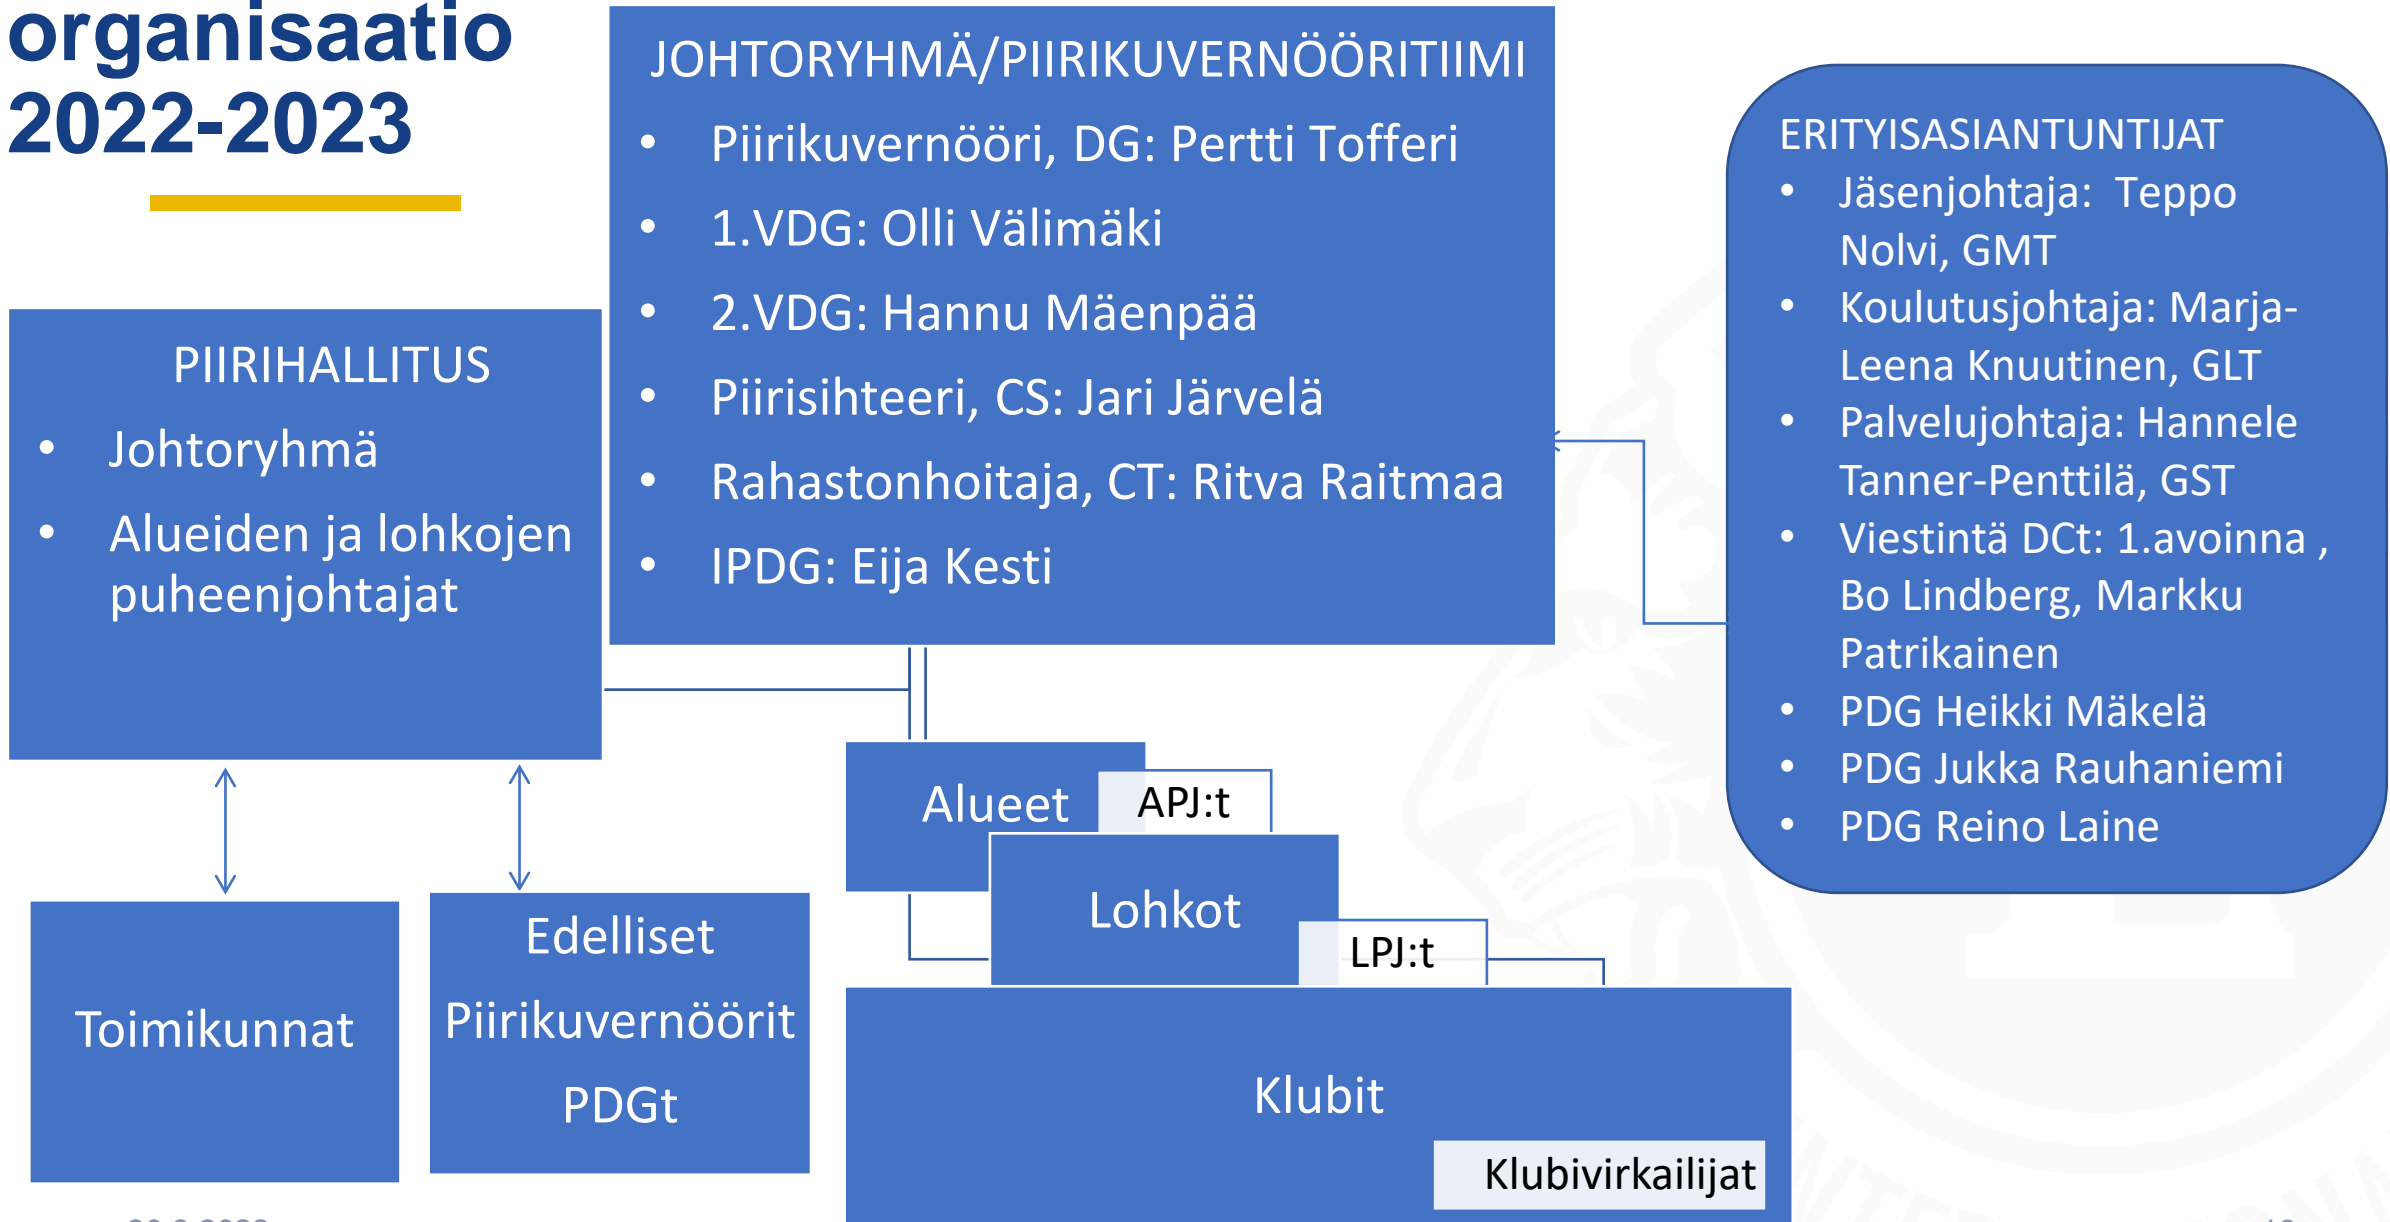 organisaatio
2022-2023
JOHTORYHMÄ/PIIRIKUVERNÖÖRITIIMI
• Piirikuvernööri, DG: Pertti Tofferi
• 1.VDG: Olli Välimäki
• 2.VDG: Hannu Mäenpää
• Piirisihteeri, CS: Jari Järvelä
• Rahastonhoitaja, CT: Ritva Raitmaa
• IPDG: Eija Kesti
ERITYISASIANTUNTIJAT
• Jäsenjohtaja: Teppo
Nolvi, GMT
• Koulutusjohtaja: Marja-
Leena Knuutinen, GLT
• Palvelujohtaja: Hannele
Tanner-Penttilä, GST
• Viestintä DCt: 1.avoinna ,
Bo Lindberg, Markku
Patrikainen
• PDG Heikki Mäkelä
• PDG Jukka Rauhaniemi
• PDG Reino Laine
PIIRIHALLITUS
• Johtoryhmä
• Alueiden ja lohkojen
puheenjohtajat
Alueet
APJ:t
Lohkot
LPJ:t
Klubit
Klubivirkailijat
Toimikunnat
Edelliset
Piirikuvernöörit
PDGt